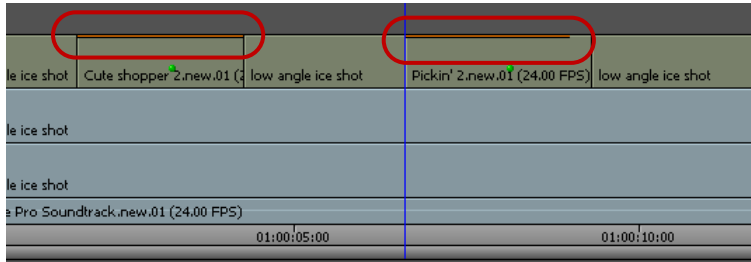 le ice shot Cute shopper 2.new.01 (2 low angle ice shot Pickin' 2.new.01 (24.00 FPS) low angle ice shot
le ice shot
le ice shot
e Pro Soundtrack.new.01 (24.00 FPS)
01:00:05:00 01:00:10:00